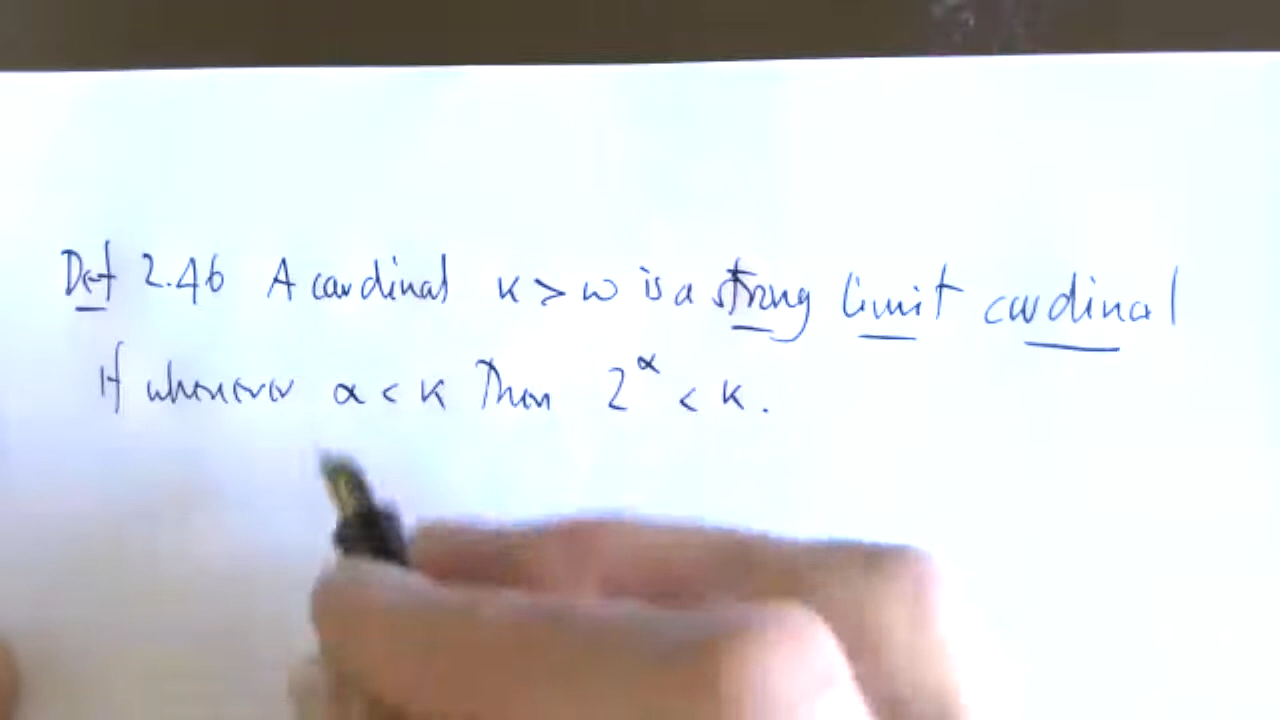 Def 2.46 A cardinal κ > ω is a strong limit cardinal
if whenever α < κ then 2^α < κ.